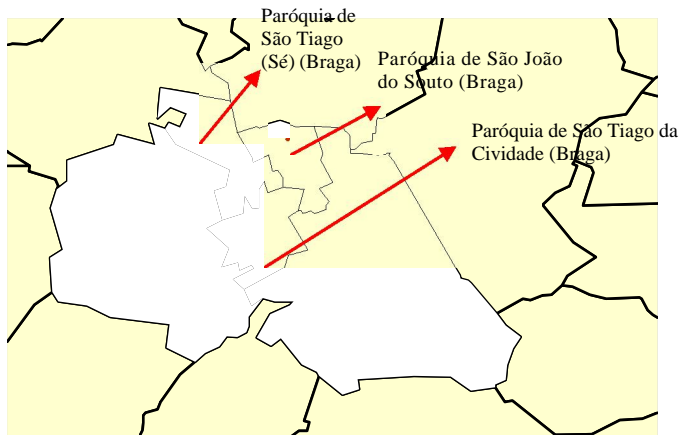 Paróquia de
São Tiago
(Sé) (Braga)
Paróquia de São João
do Souto (Braga)
Paróquia de São Tiago da
Cividade (Braga)